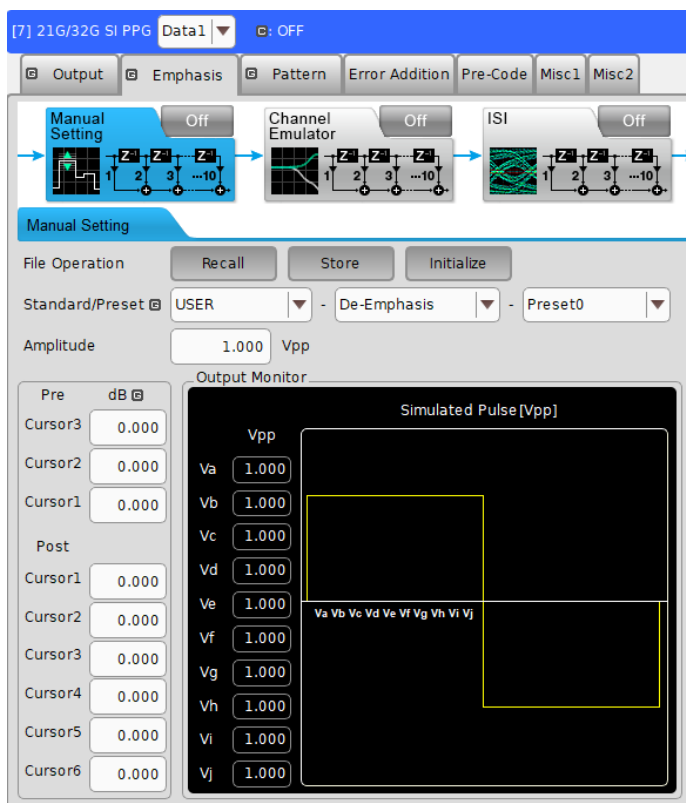 [7] 21G/32G SI PPG Data1 C: OFF
G Output G Emphasis G Pattern Error Addition Pre-Code Misc1 Misc2
Manual Setting Off Channel Emulator Off ISI Off
Z-1 Z-1 Z-1 Z-1 Z-1 Z-1 Z-1 Z-1 Z-1
1 2 3 ...10 1 2 3 ...10 1 2 3 ...10
Manual Setting
File Operation Recall Store Initialize
Standard/Preset G USER - De-Emphasis - Preset0
Amplitude 1.000 Vpp
Output Monitor
Pre dB G
Simulated Pulse[Vpp]
Cursor3 0.000
Vpp
Cursor2 0.000
Va 1.000
Cursor1 0.000
Vb 1.000
Vc 1.000
Post
Vd 1.000
Cursor1 0.000
Ve 1.000
Va Vb Vc Vd Ve Vf Vg Vh Vi Vj
Cursor2 0.000
Vf 1.000
Cursor3 0.000
Vg 1.000
Cursor4 0.000
Vh 1.000
Cursor5 0.000
Vi 1.000
Cursor6 0.000
Vj 1.000